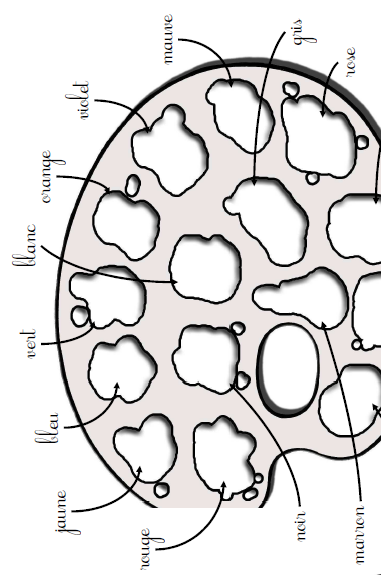 mauve
gris
rose
violet
orange
blanc
vert
bleu
jaune
rouge
noir
marron